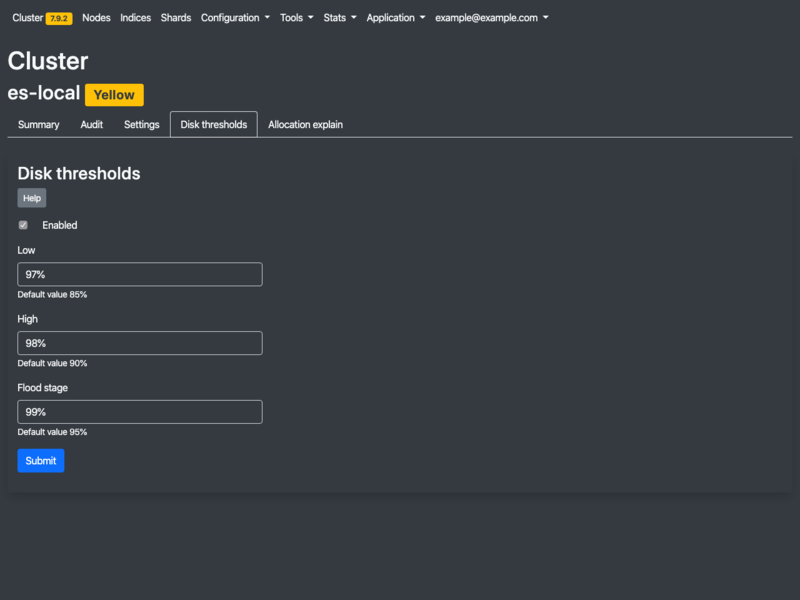 Cluster 7.9.2 Nodes Indices Shards Configuration Tools Stats Application example@example.com
Cluster
es-local Yellow
Summary Audit Settings Disk thresholds Allocation explain
Disk thresholds
Help
Enabled
Low
97%
Default value 85%
High
98%
Default value 90%
Flood stage
99%
Default value 95%
Submit